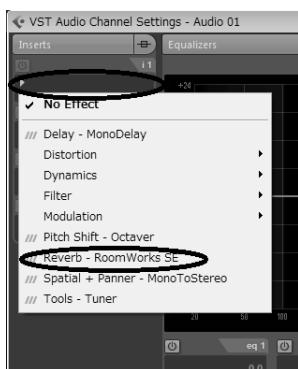 VST Audio Channel Settings - Audio 01
Inserts
Equalizers
i1
+24
No Effect
/// Delay - MonoDelay
Distortion
Dynamics
Filter
Modulation
/// Pitch Shift - Octaver
/// Reverb - RoomWorks SE
/// Spatial + Panner - MonoToStereo
/// Tools - Tuner
20 50 100
eq 1
0.0